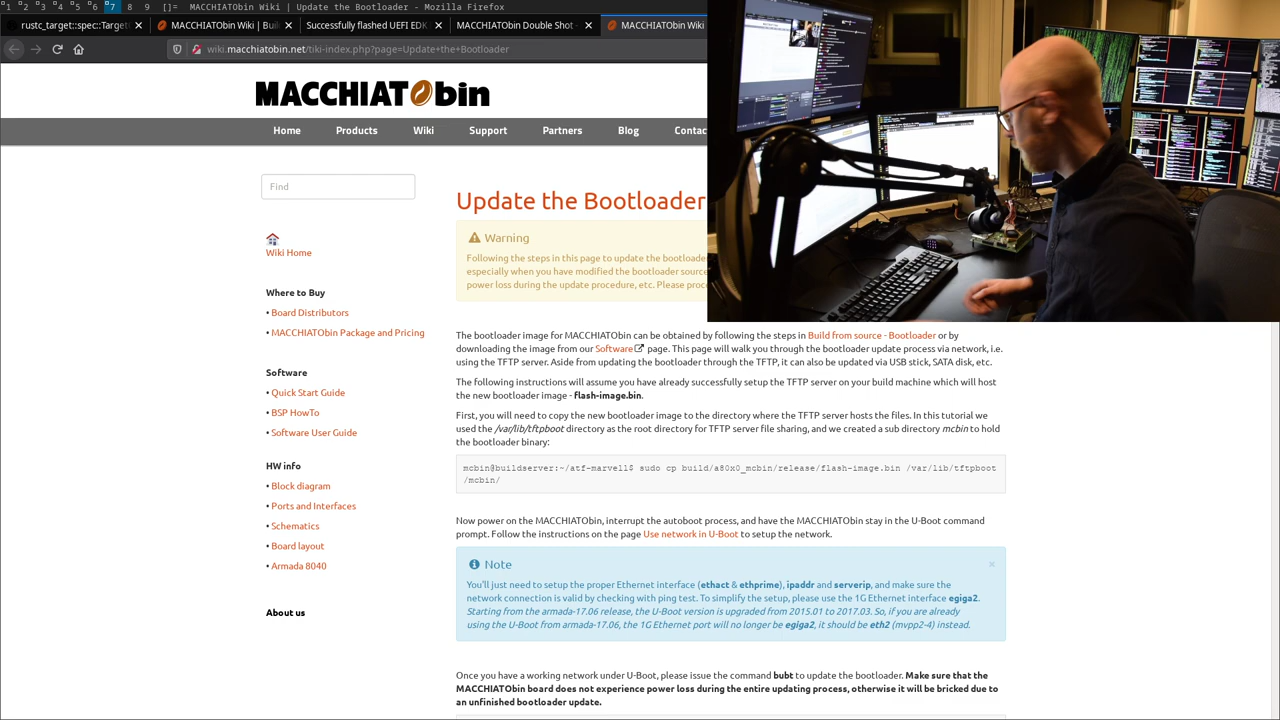 1 2 3 4 5 6 7 8 9 []= MACCHIATObin Wiki | Update the Bootloader - Mozilla Firefox
rustc_target::spec::Target
MACCHIATObin Wiki | Buil
Successfully flashed UEFI EDK
MACCHIATObin Double Shot -
MACCHIATObin Wiki
wiki.macchiatobin.net/tiki-index.php?page=Update+the+Bootloader
MACCHIATObin
Home Products Wiki Support Partners Blog Contac
Find
Wiki Home
Where to Buy
• Board Distributors
• MACCHIATObin Package and Pricing
Software
• Quick Start Guide
• BSP HowTo
• Software User Guide
HW info
• Block diagram
• Ports and Interfaces
• Schematics
• Board layout
• Armada 8040
About us
Update the Bootloader
Warning
Following the steps in this page to update the bootloade
especially when you have modified the bootloader source
power loss during the update procedure, etc. Please proc
The bootloader image for MACCHIATObin can be obtained by following the steps in Build from source - Bootloader or by
downloading the image from our Software page. This page will walk you through the bootloader update process via network, i.e.
using the TFTP server. Aside from updating the bootloader through the TFTP, it can also be updated via USB stick, SATA disk, etc.
The following instructions will assume you have already successfully setup the TFTP server on your build machine which will host
the new bootloader image - flash-image.bin.
First, you will need to copy the new bootloader image to the directory where the TFTP server hosts the files. In this tutorial we
used the /var/lib/tftpboot directory as the root directory for TFTP server file sharing, and we created a sub directory mcbin to hold
the bootloader binary:
mcbin@buildserver:~/atf-marvell$ sudo cp build/a80x0_mcbin/release/flash-image.bin /var/lib/tftpboot
/mcbin/
Now power on the MACCHIATObin, interrupt the autoboot process, and have the MACCHIATObin stay in the U-Boot command
prompt. Follow the instructions on the page Use network in U-Boot to setup the network.
Note
×
You'll just need to setup the proper Ethernet interface (ethact & ethprime), ipaddr and serverip, and make sure the
network connection is valid by checking with ping test. To simplify the setup, please use the 1G Ethernet interface egiga2.
Starting from the armada-17.06 release, the U-Boot version is upgraded from 2015.01 to 2017.03. So, if you are already
using the U-Boot from armada-17.06, the 1G Ethernet port will no longer be egiga2, it should be eth2 (mvpp2-4) instead.
Once you have a working network under U-Boot, please issue the command bubt to update the bootloader. Make sure that the
MACCHIATObin board does not experience power loss during the entire updating process, otherwise it will be bricked due to
an unfinished bootloader update.